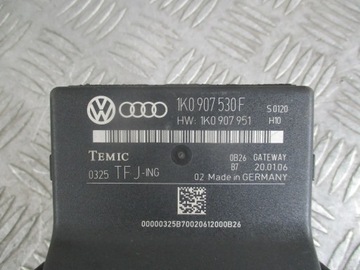 1K0 907 530 F S 0120
HW: 1K0 907 951 H10
TEMIC 0B26 GATEWAY
0325 TFJ-ING B7 20.01.06
02 Made in GERMANY
00000325B70020612000B26